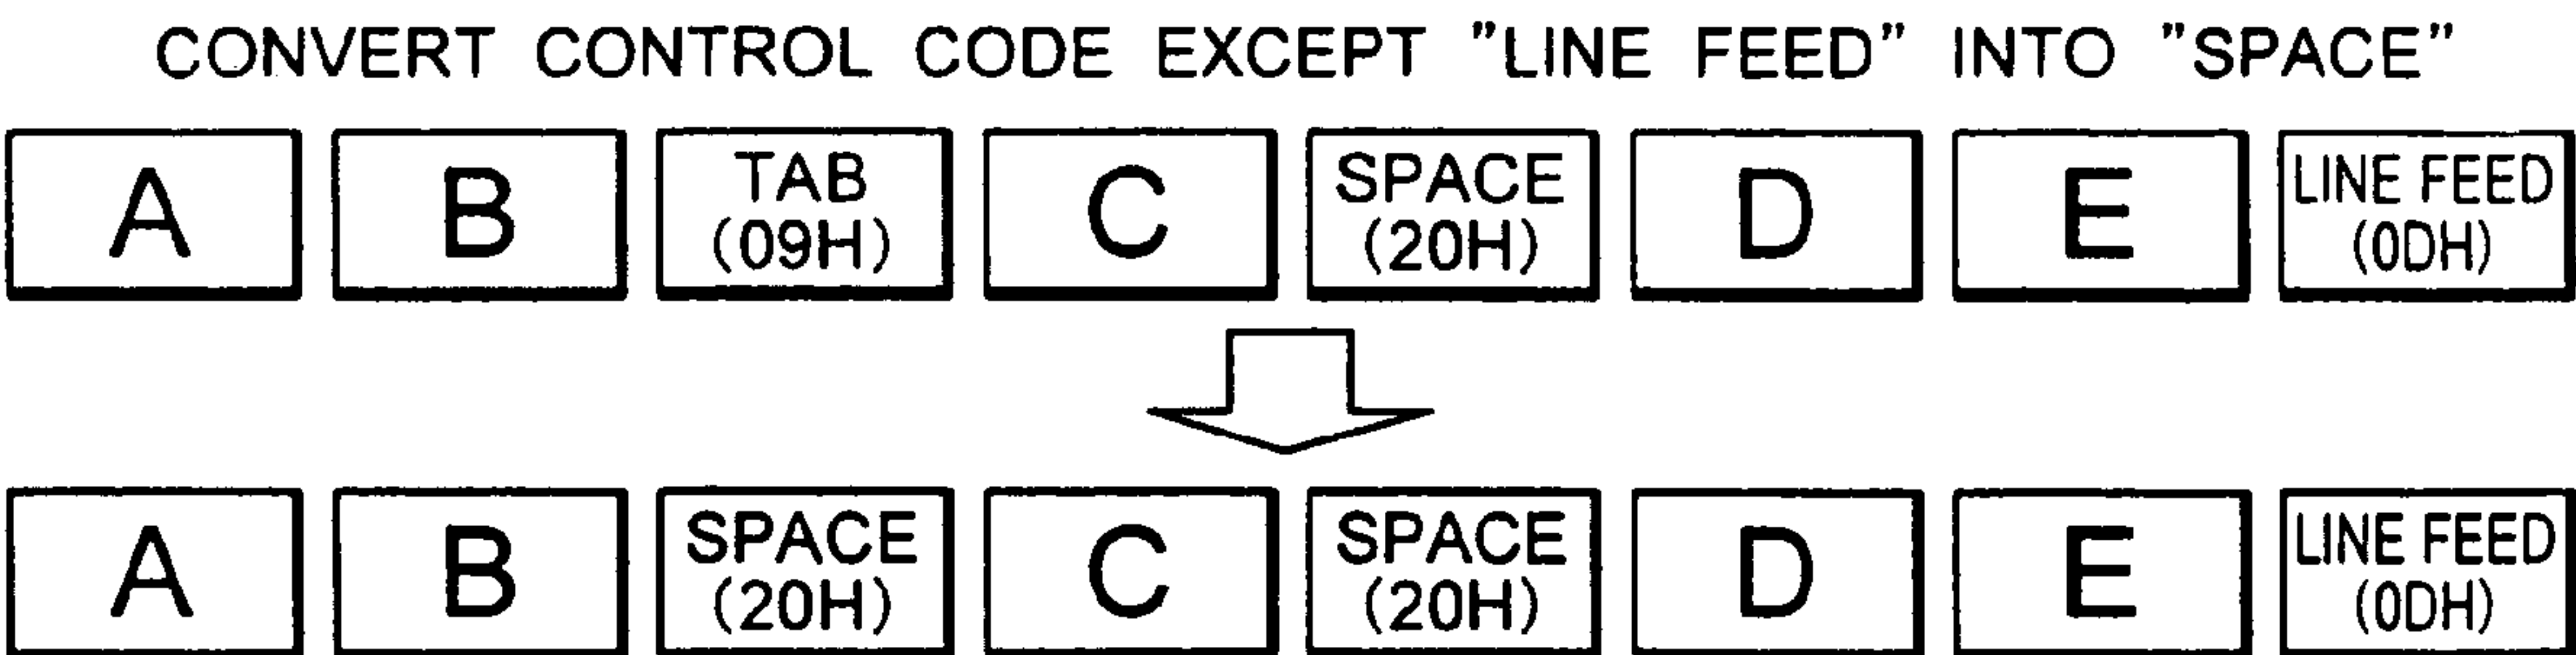 CONVERT CONTROL CODE EXCEPT "LINE FEED" INTO "SPACE"
A B TAB (09H) C SPACE (20H) D E LINE FEED (0DH)
A B SPACE (20H) C SPACE (20H) D E LINE FEED (0DH)